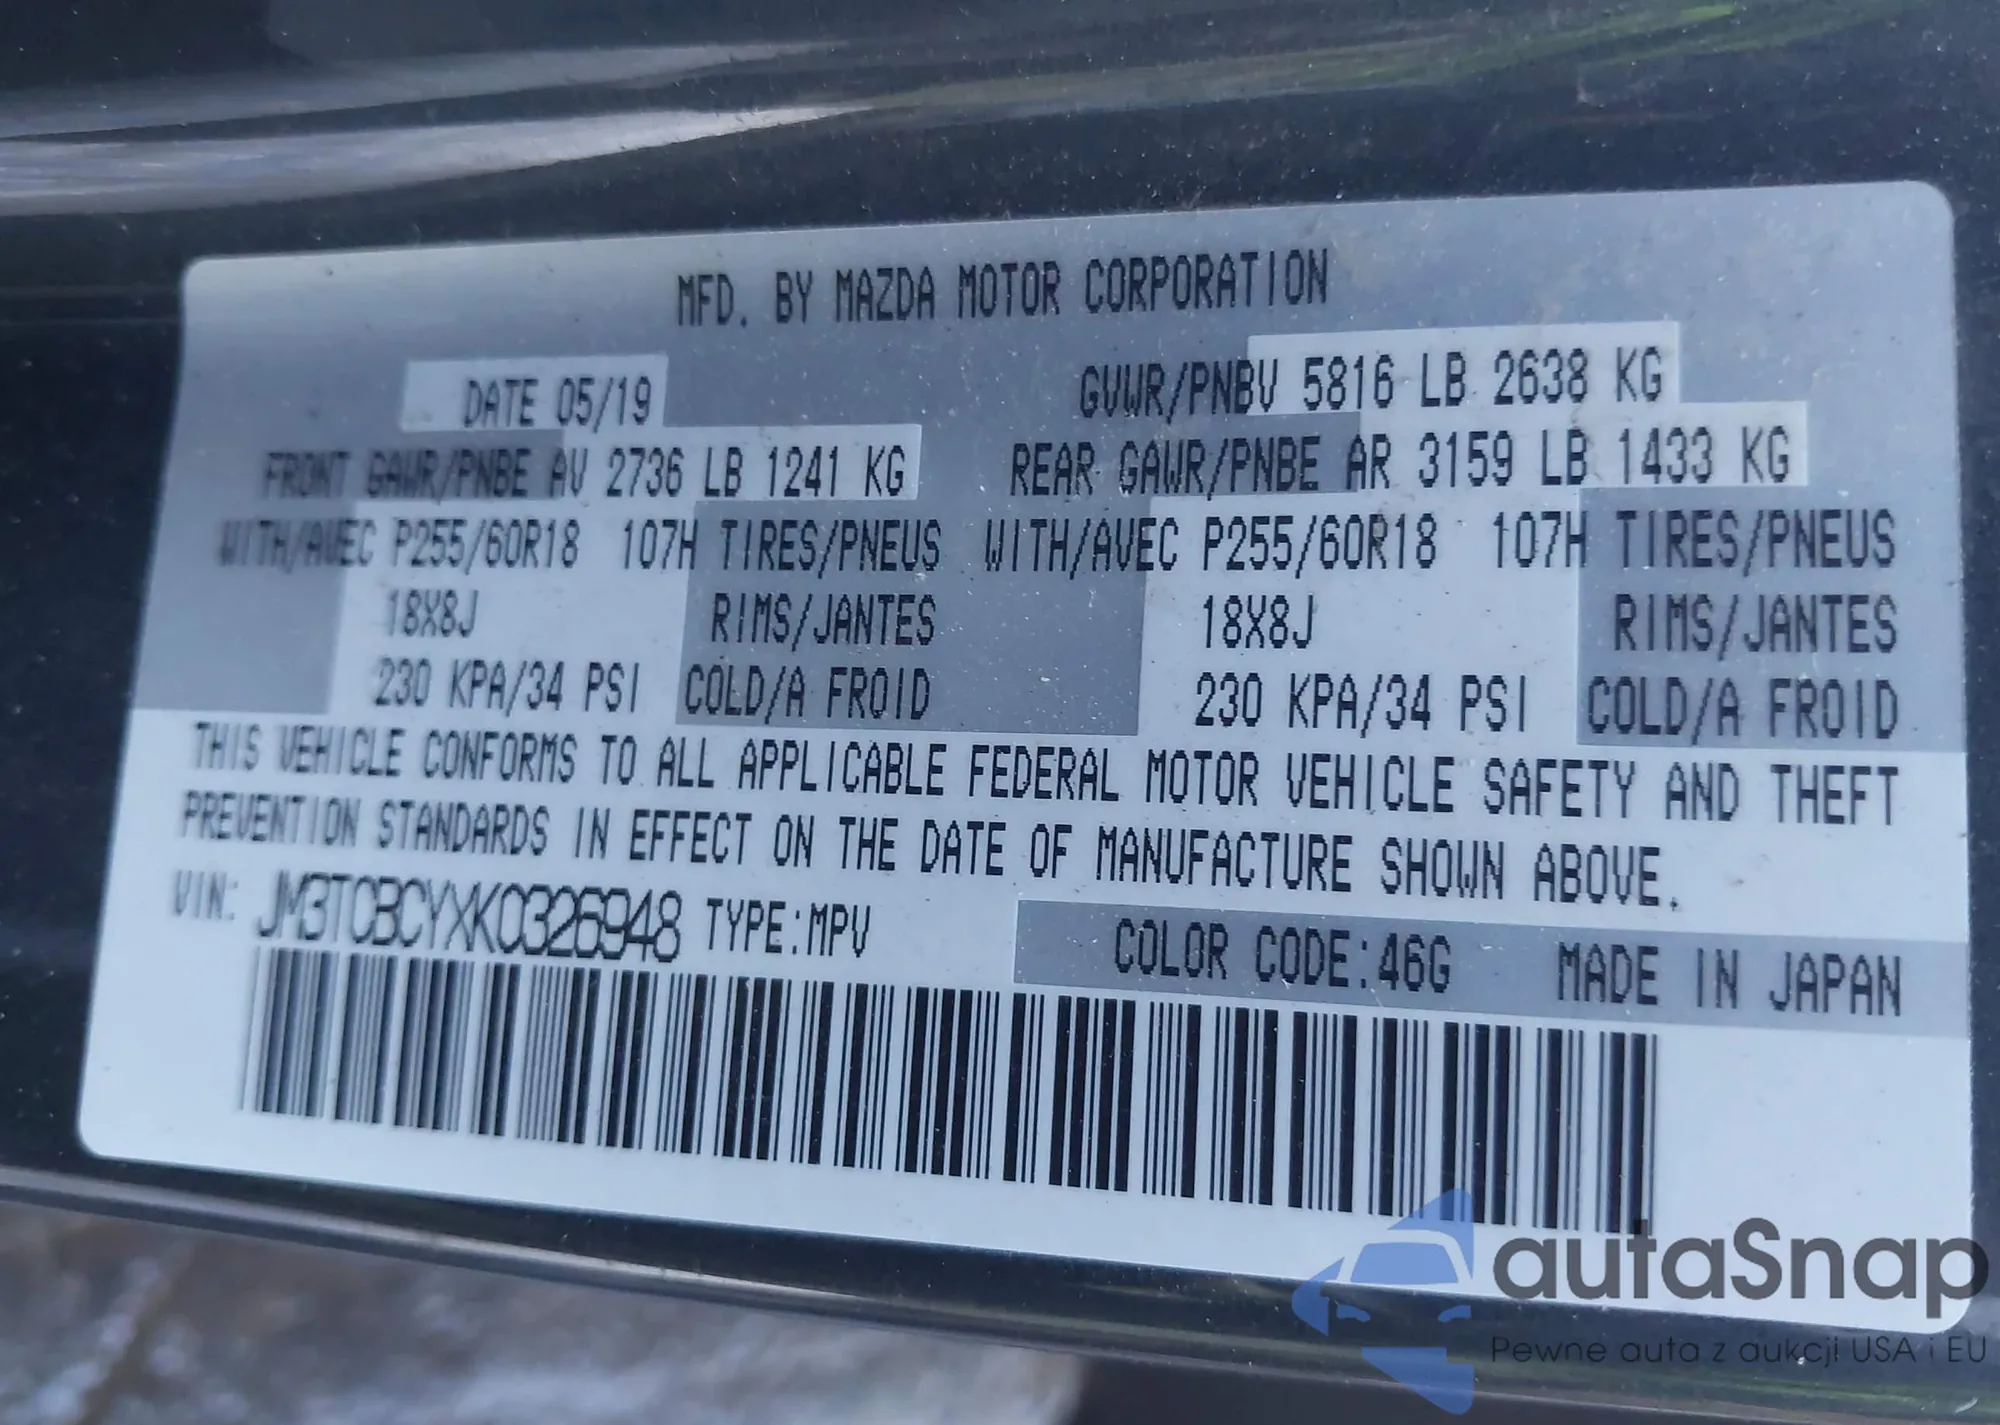 MFD. BY MAZDA MOTOR CORPORATION
DATE 05/19 GVWR/PNBV 5816 LB 2638 KG
FRONT GAWR/PNBE AV 2736 LB 1241 KG REAR GAWR/PNBE AR 3159 LB 1433 KG
WITH/AVEC P255/60R18 107H TIRES/PNEUS WITH/AVEC P255/60R18 107H TIRES/PNEUS
18X8J RIMS/JANTES 18X8J RIMS/JANTES
230 KPA/34 PSI COLD/A FROID 230 KPA/34 PSI COLD/A FROID
THIS VEHICLE CONFORMS TO ALL APPLICABLE FEDERAL MOTOR VEHICLE SAFETY AND THEFT
PREVENTION STANDARDS IN EFFECT ON THE DATE OF MANUFACTURE SHOWN ABOVE.
VIN: JM3TCBCYXK0326948 TYPE:MPV COLOR CODE:46G MADE IN JAPAN
autaSnap
Pewne auta z aukcji USA i EU